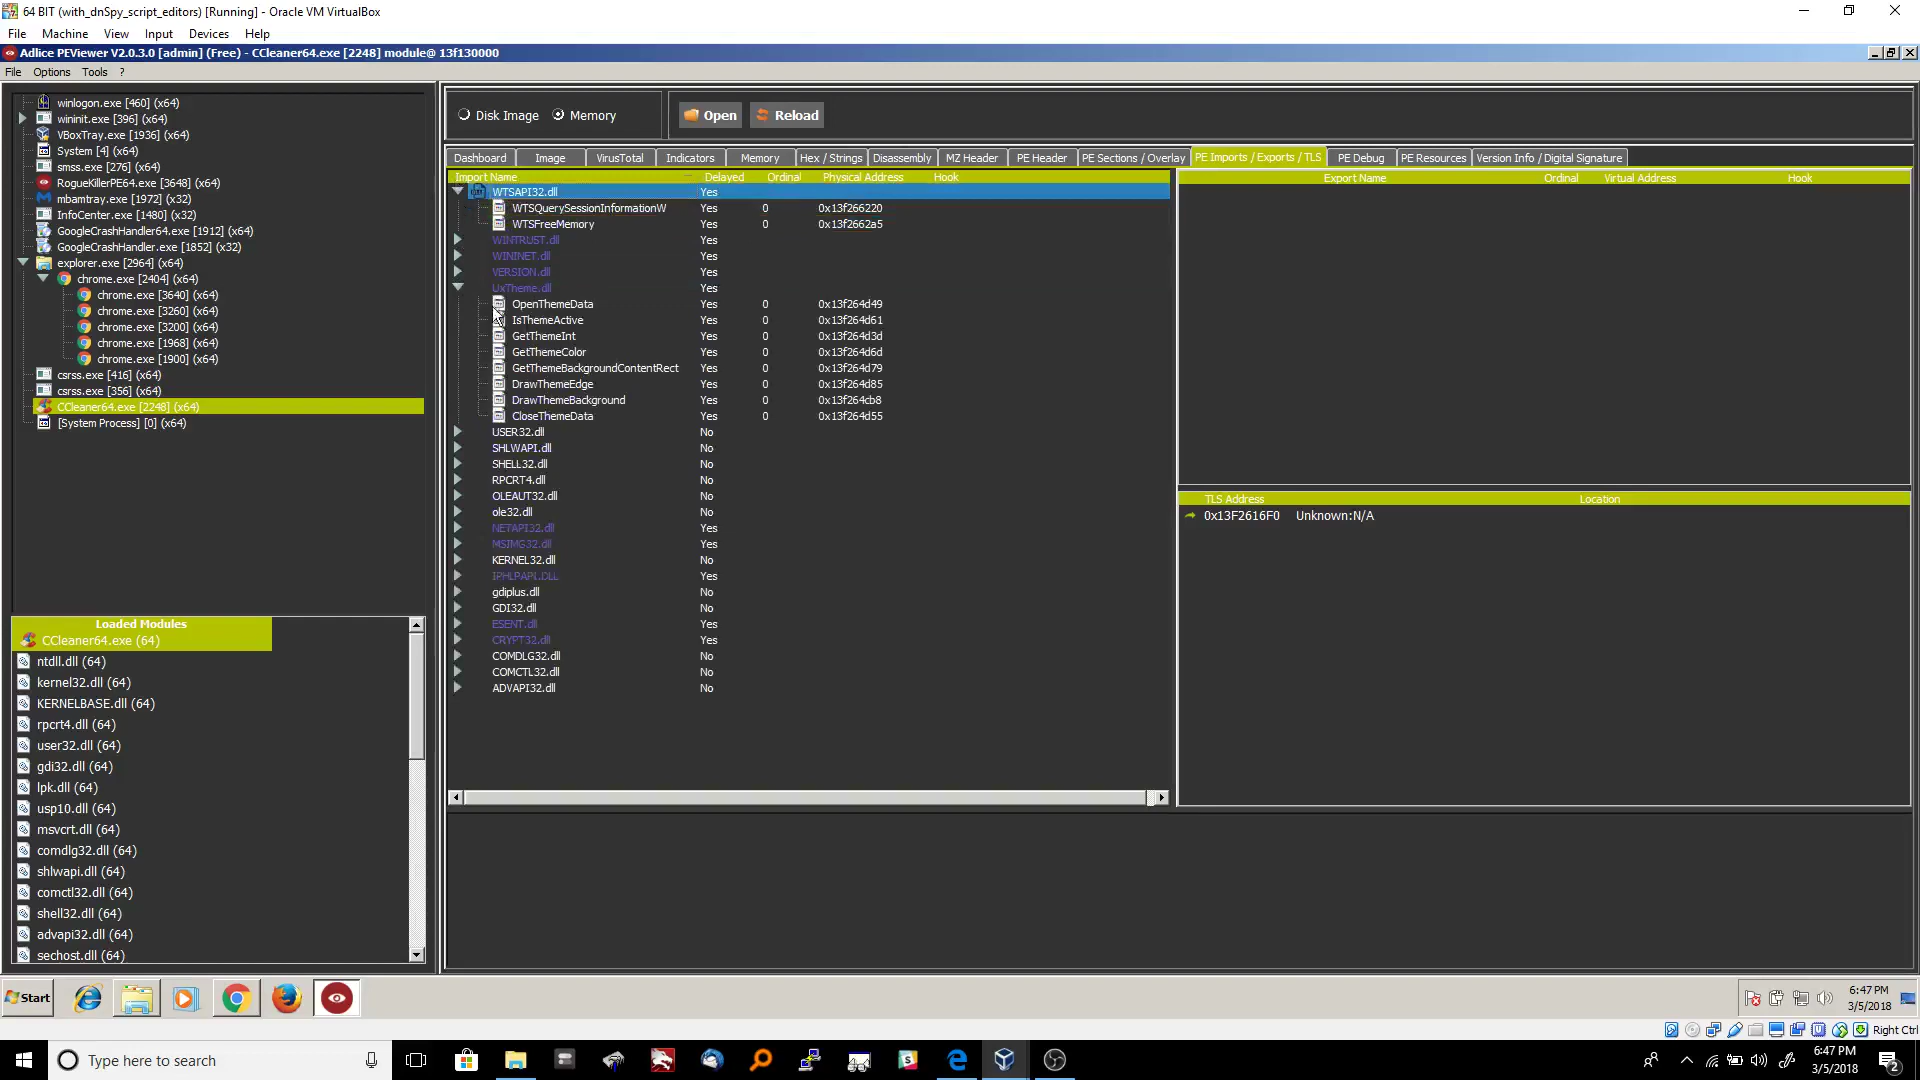 64 BIT (with_dnSpy_script_editors) [Running] - Oracle VM VirtualBox
File Machine View Input Devices Help
Adlice PEViewer V2.0.3.0 [admin] (Free) - CCleaner64.exe [2248] module@ 13f130000
File Options Tools ?
winlogon.exe [460] (x64)
wininit.exe [396] (x64)
VBoxTray.exe [1936] (x64)
System [4] (x64)
smss.exe [276] (x64)
RogueKillerPE64.exe [3648] (x64)
mbamtray.exe [1972] (x32)
InfoCenter.exe [1480] (x32)
GoogleCrashHandler64.exe [1912] (x64)
GoogleCrashHandler.exe [1852] (x32)
explorer.exe [2964] (x64)
chrome.exe [2404] (x64)
chrome.exe [3640] (x64)
chrome.exe [3260] (x64)
chrome.exe [3200] (x64)
chrome.exe [1968] (x64)
chrome.exe [1900] (x64)
csrss.exe [416] (x64)
csrss.exe [356] (x64)
CCleaner64.exe [2248] (x64)
[System Process] [0] (x64)
Loaded Modules
CCleaner64.exe (64)
ntdll.dll (64)
kernel32.dll (64)
KERNELBASE.dll (64)
rpcrt4.dll (64)
user32.dll (64)
gdi32.dll (64)
lpk.dll (64)
usp10.dll (64)
msvcrt.dll (64)
comdlg32.dll (64)
shlwapi.dll (64)
comctl32.dll (64)
shell32.dll (64)
advapi32.dll (64)
sechost.dll (64)
Disk Image Memory Open Reload
Dashboard Image VirusTotal Indicators Memory Hex / Strings Disassembly MZ Header PE Header PE Sections / Overlay PE Imports / Exports / TLS PE Debug PE Resources Version Info / Digital Signature
Import Name Delayed Ordinal Physical Address Hook
WTSAPI32.dll Yes
WTSQuerySessionInformationW Yes 0 0x13f266220
WTSFreeMemory Yes 0 0x13f2662a5
WINTRUST.dll Yes
WININET.dll Yes
VERSION.dll Yes
UxTheme.dll Yes
OpenThemeData Yes 0 0x13f264d49
IsThemeActive Yes 0 0x13f264d61
GetThemeInt Yes 0 0x13f264d3d
GetThemeColor Yes 0 0x13f264d6d
GetThemeBackgroundContentRect Yes 0 0x13f264d79
DrawThemeEdge Yes 0 0x13f264d85
DrawThemeBackground Yes 0 0x13f264cb8
CloseThemeData Yes 0 0x13f264d55
USER32.dll No
SHLWAPI.dll No
SHELL32.dll No
RPCRT4.dll No
OLEAUT32.dll No
ole32.dll No
NETAPI32.dll Yes
MSIMG32.dll Yes
KERNEL32.dll No
IPHLPAPI.DLL Yes
gdiplus.dll No
GDI32.dll No
ESENT.dll Yes
CRYPT32.dll Yes
COMDLG32.dll No
COMCTL32.dll No
ADVAPI32.dll No
Export Name Ordinal Virtual Address Hook
TLS Address Location
0x13F2616F0 Unknown:N/A
Start
6:47 PM
3/5/2018
Right Ctrl
Type here to search
6:47 PM
3/5/2018
2